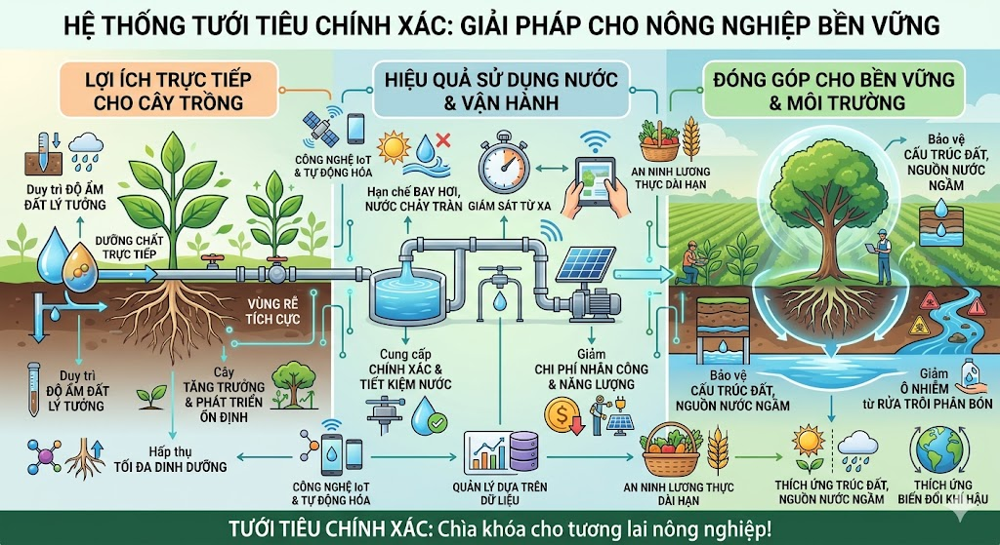 HỆ THỐNG TƯỚI TIÊU CHÍNH XÁC: GIẢI PHÁP CHO NÔNG NGHIỆP BỀN VỮNG
LỢI ÍCH TRỰC TIẾP
CHO CÂY TRỒNG
Duy trì ĐỘ ẨM
ĐẤT LÝ TƯỞNG
DƯỠNG CHẤT
TRỰC TIẾP
VÙNG RỄ
TÍCH CỰC
Duy trì
ĐỘ ẨM ĐẤT
LÝ TƯỞNG
Cây
TĂNG TRƯỞNG
& PHÁT TRIỂN
ỔN ĐỊNH
Hấp thụ
TỐI ĐA DINH DƯỠNG
HIỆU QUẢ SỬ DỤNG NƯỚC
& VẬN HÀNH
CÔNG NGHỆ IoT
& TỰ ĐỘNG HÓA
Hạn chế BAY HƠI,
NƯỚC CHẢY TRÀN
GIÁM SÁT TỪ XA
AN NINH LƯƠNG
THỰC DÀI HẠN
Cung cấp
CHÍNH XÁC &
TIẾT KIỆM NƯỚC
Giảm
CHI PHÍ NHÂN CÔNG
& NĂNG LƯỢNG
CÔNG NGHỆ IoT
& TỰ ĐỘNG HÓA
QUẢN LÝ DỰA TRÊN
DỮ LIỆU
AN NINH LƯƠNG THỰC
DÀI HẠN
ĐÓNG GÓP CHO BỀN VỮNG
& MÔI TRƯỜNG
Bảo vệ
CẤU TRÚC ĐẤT,
NGUỒN NƯỚC
NGẦM
Bảo vệ
CẤU TRÚC ĐẤT,
NGUỒN NƯỚC NGẦM
Giảm
Ô NHIỄM
từ RỬA TRÔI PHÂN BÓN
THÍCH ỨNG TRÚC ĐẤT,
NGUỒN NƯỚC NGẦM
THÍCH ỨNG
BIẾN ĐỔI KHÍ HẬU
TƯỚI TIÊU CHÍNH XÁC: Chìa khóa cho tương lai nông nghiệp!